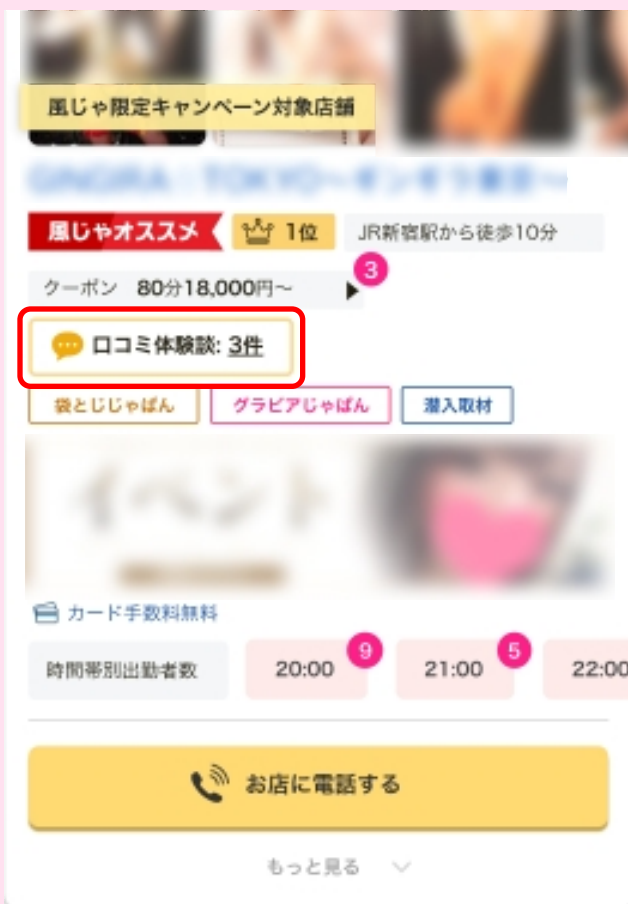 風じゃ限定キャンペーン対象店舗
風じゃオススメ 1位 JR新宿駅から徒歩10分
クーポン 80分18,000円〜 ▶ 3
口コミ体験談: 3件
袋とじじゃぱん グラビアじゃぱん 潜入取材
イベント
カード手数料無料
時間帯別出勤者数 20:00 9 21:00 5 22:00
お店に電話する
もっと見る